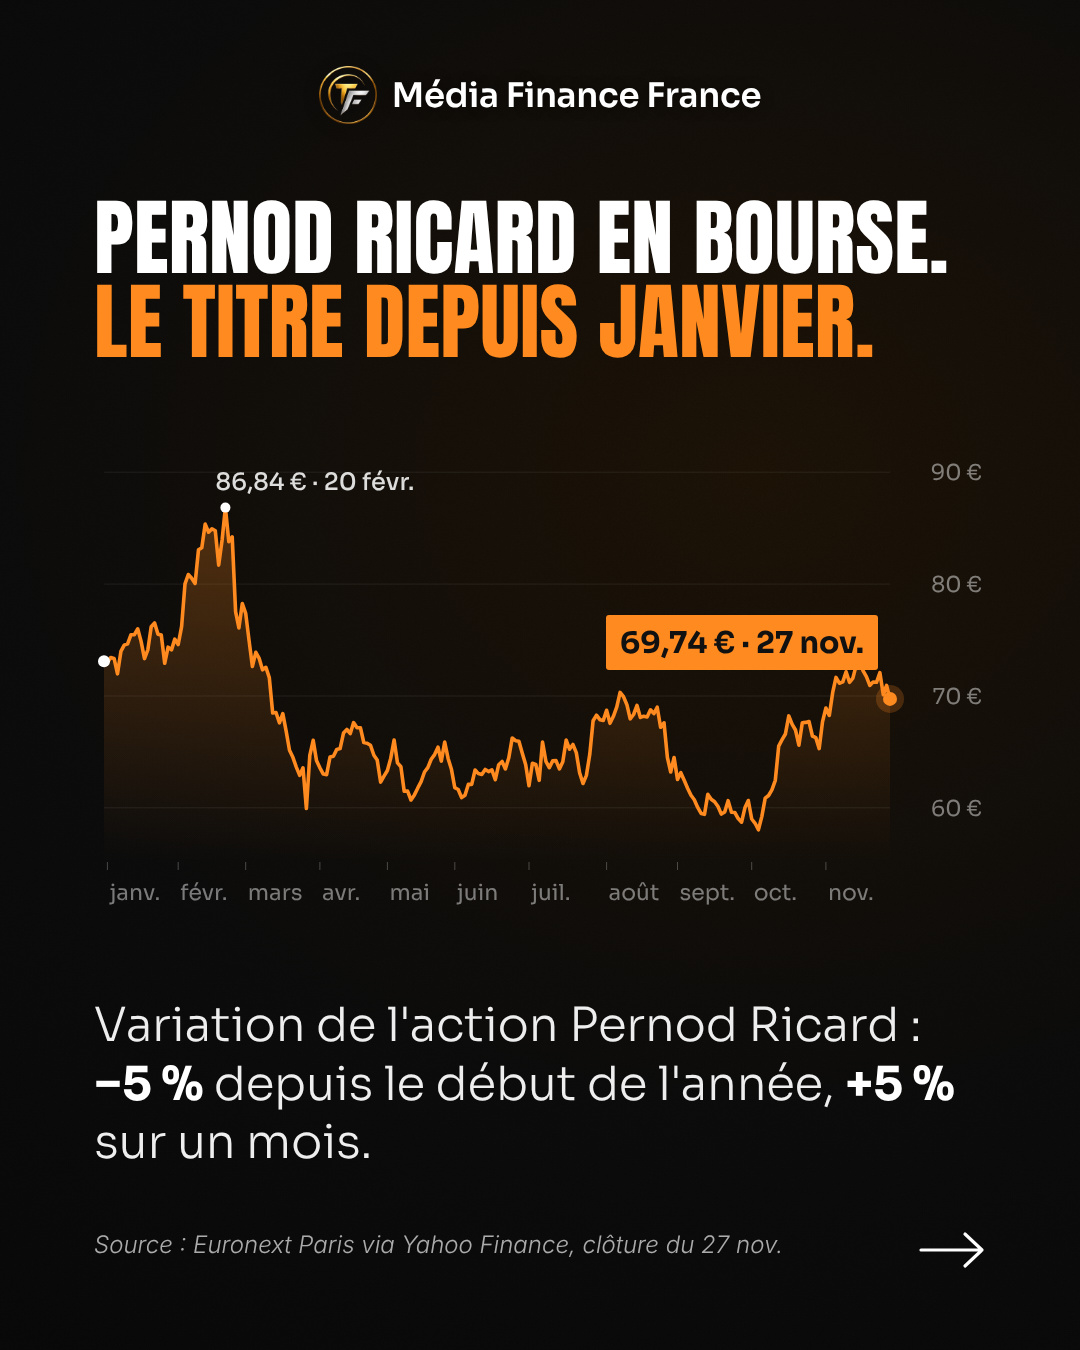 TF Média Finance France
PERNOD RICARD EN BOURSE.
LE TITRE DEPUIS JANVIER.
90 €
86,84 € · 20 févr.
80 €
69,74 € · 27 nov.
70 €
60 €
janv. févr. mars avr. mai juin juil. août sept. oct. nov.
Variation de l'action Pernod Ricard :
−5 % depuis le début de l'année, +5 %
sur un mois.
Source : Euronext Paris via Yahoo Finance, clôture du 27 nov.